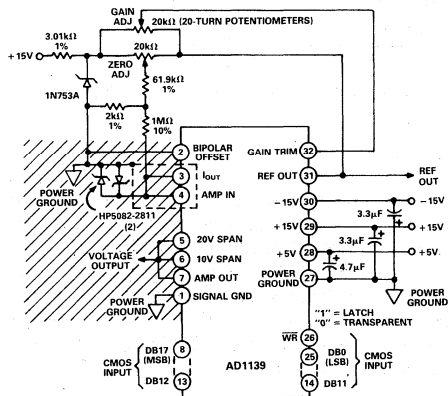 GAIN ADJ
20kΩ (20-TURN POTENTIOMETERS)
3.01kΩ
1%
+15V
ZERO ADJ
20kΩ
61.9kΩ
1%
1N753A
2kΩ
1%
1MΩ
10%
2
BIPOLAR OFFSET
3
IOUT
4
AMP IN
POWER GROUND
HP5082-2811
(2)
5
20V SPAN
6
10V SPAN
7
AMP OUT
VOLTAGE OUTPUT
1
SIGNAL GND
POWER GROUND
8
DB17
(MSB)
CMOS INPUT
DB12
13
AD1139
GAIN TRIM
32
REF OUT
31
REF OUT
-15V
30
-15V
3.3μF
+15V
29
+15V
3.3μF
+5V
28
+5V
4.7μF
POWER GROUND
27
POWER GROUND
"1" = LATCH
"0" = TRANSPARENT
WR
26
25
DB0
(LSB)
CMOS INPUT
14
DB11